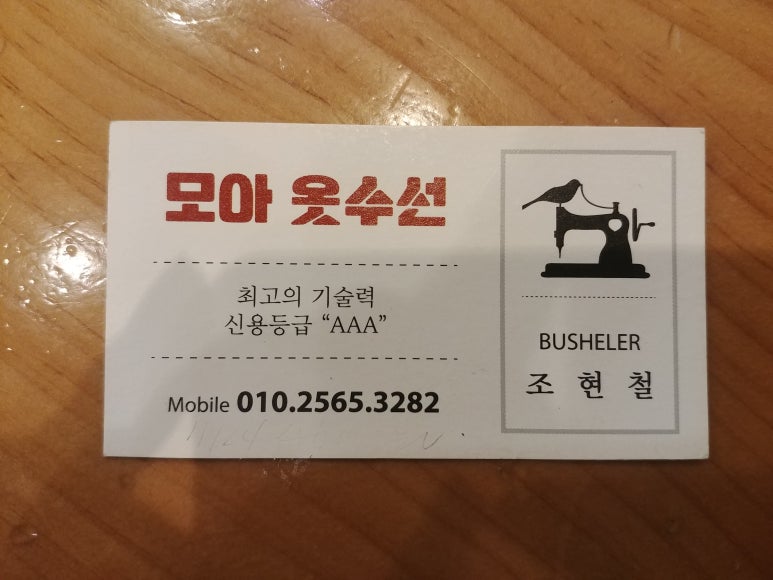 모아 옷수선
최고의 기술력
신용등급 “AAA”
Mobile 010.2565.3282
BUSHELER
조 현 철